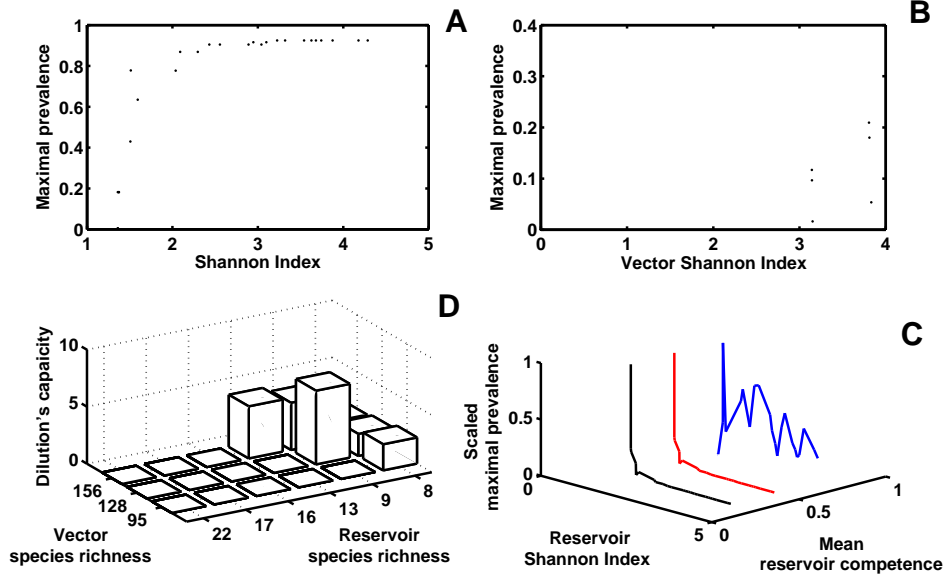 A
1
0.8
0.6
0.4
0.2
0
Maximal prevalence
1 2 3 4 5
Shannon Index
B
0.4
0.3
0.2
0.1
0
Maximal prevalence
0 1 2 3 4
Vector Shannon Index
D
10
5
0
Dilution's capaicity
156
128
95
Vector
species richness
22 17 16 13 9 8
Reservoir
species richness
C
1
0.5
0
Scaled
maximal prevalence
0
5
Reservoir
Shannon Index
0
0.5
1
Mean
reservoir competence